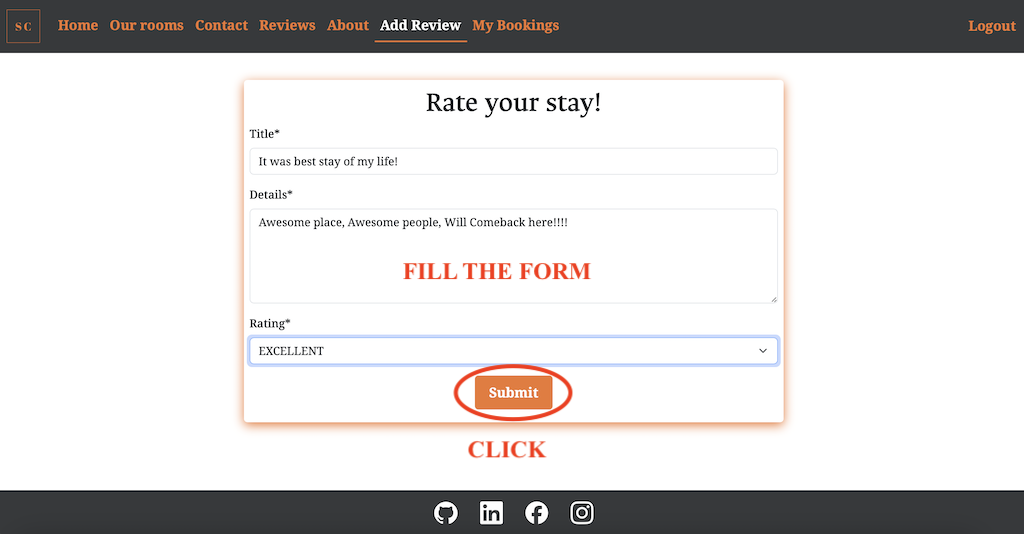 SC Home Our rooms Contact Reviews About Add Review My Bookings Logout
Rate your stay!
Title*
It was best stay of my life!
Details*
Awesome place, Awesome people, Will Comeback here!!!!
FILL THE FORM
Rating*
EXCELLENT
Submit
CLICK